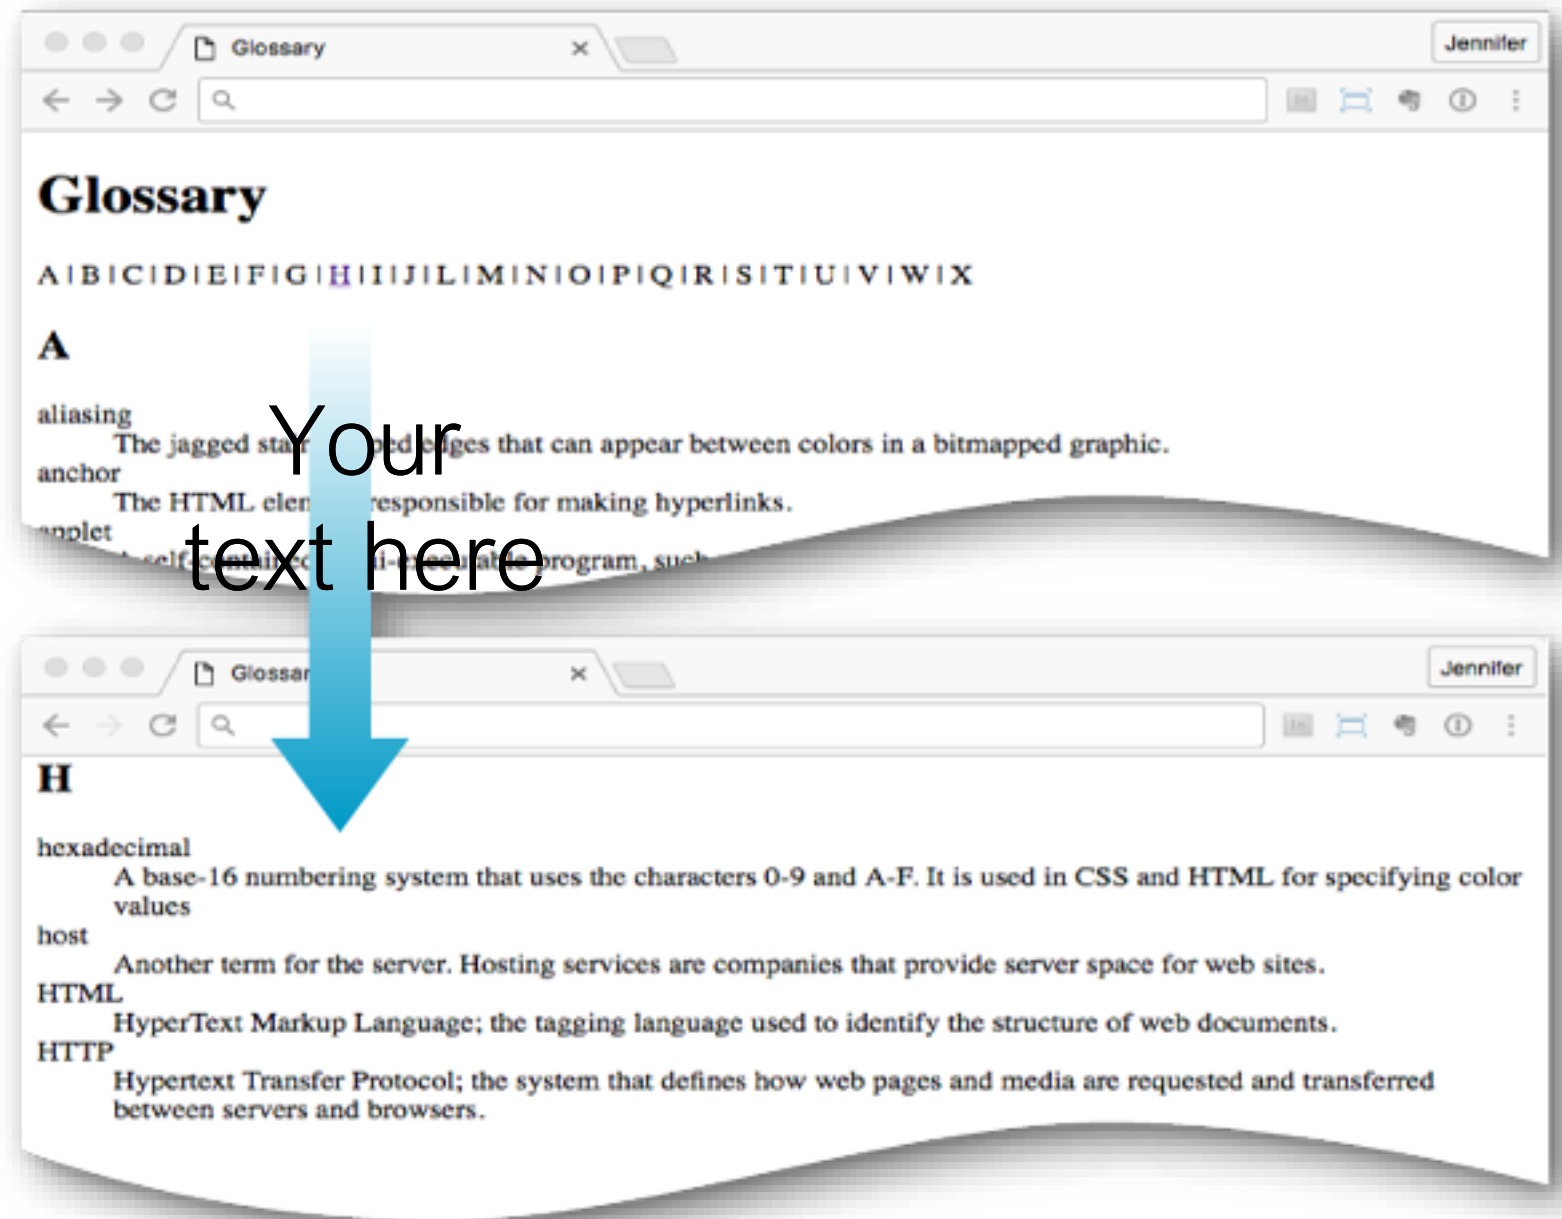 Glossary
Jennifer
Glossary
A | B | C | D | E | F | G | H | I | J | L | M | N | O | P | Q | R | S | T | U | V | W | X
A
aliasing
The jagged edges that can appear between colors in a bitmapped graphic.
anchor
The HTML responsible for making hyperlinks.
applet
program, such
Your
text here
Glossar
Jennifer
H
hexadecimal
A base-16 numbering system that uses the characters 0-9 and A-F. It is used in CSS and HTML for specifying color
values
host
Another term for the server. Hosting services are companies that provide server space for web sites.
HTML
HyperText Markup Language; the tagging language used to identify the structure of web documents.
HTTP
Hypertext Transfer Protocol; the system that defines how web pages and media are requested and transferred
between servers and browsers.